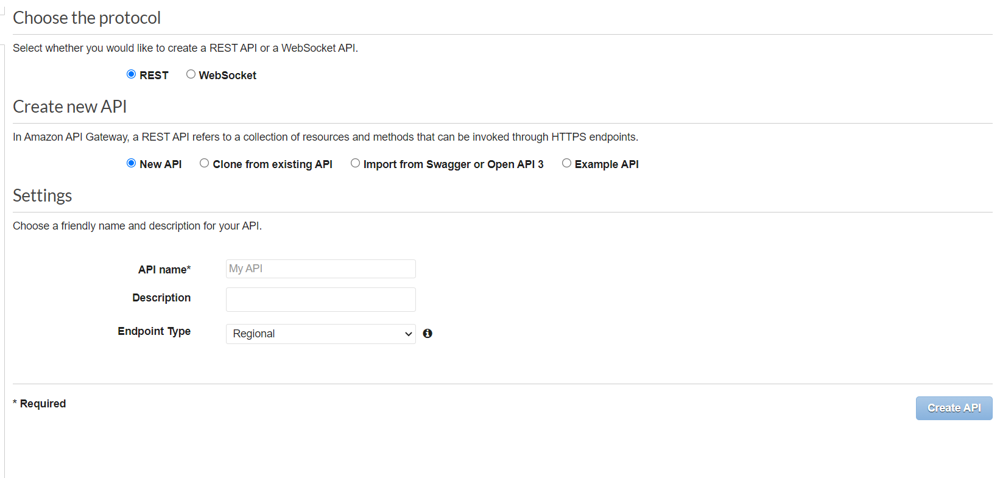 Choose the protocol
Select whether you would like to create a REST API or a WebSocket API.
REST WebSocket
Create new API
In Amazon API Gateway, a REST API refers to a collection of resources and methods that can be invoked through HTTPS endpoints.
New API Clone from existing API Import from Swagger or Open API 3 Example API
Settings
Choose a friendly name and description for your API.
API name* My API
Description
Endpoint Type Regional
* Required Create API